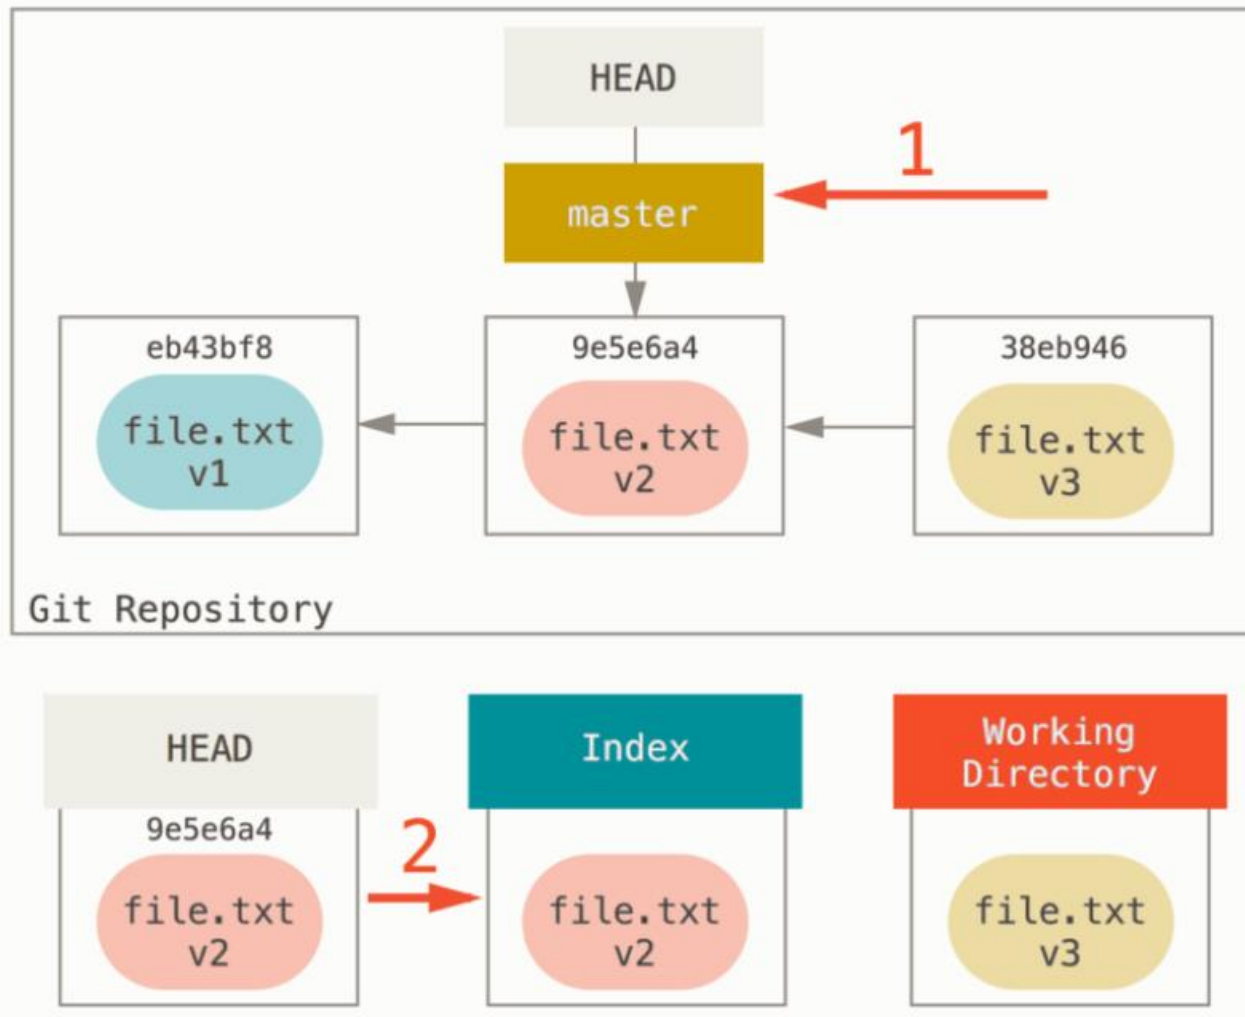 HEAD
1
master
eb43bf8
9e5e6a4
38eb946
file.txt
v1
file.txt
v2
file.txt
v3
Git Repository
HEAD
Index
Working
Directory
9e5e6a4
2
file.txt
v2
file.txt
v2
file.txt
v3